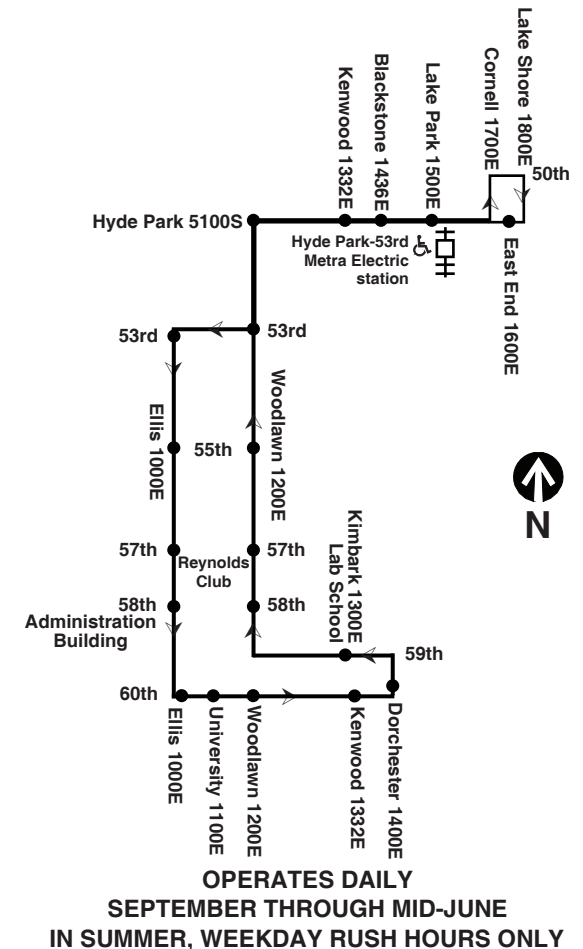 Lake Shore 1800E
Cornell 1700E
Lake Park 1500E
Blackstone 1436E
Kenwood 1332E
50th
Hyde Park 5100S
Hyde Park-53rd
Metra Electric
station
East End 1600E
53rd
53rd
Ellis 1000E
55th
Woodlawn 1200E
N
57th
Reynolds
Club
57th
Kimbark 1300E
Lab School
58th
58th
Administration
Building
59th
60th
Ellis 1000E
University 1100E
Woodlawn 1200E
Kenwood 1332E
Dorchester 1400E
OPERATES DAILY
SEPTEMBER THROUGH MID-JUNE
IN SUMMER, WEEKDAY RUSH HOURS ONLY